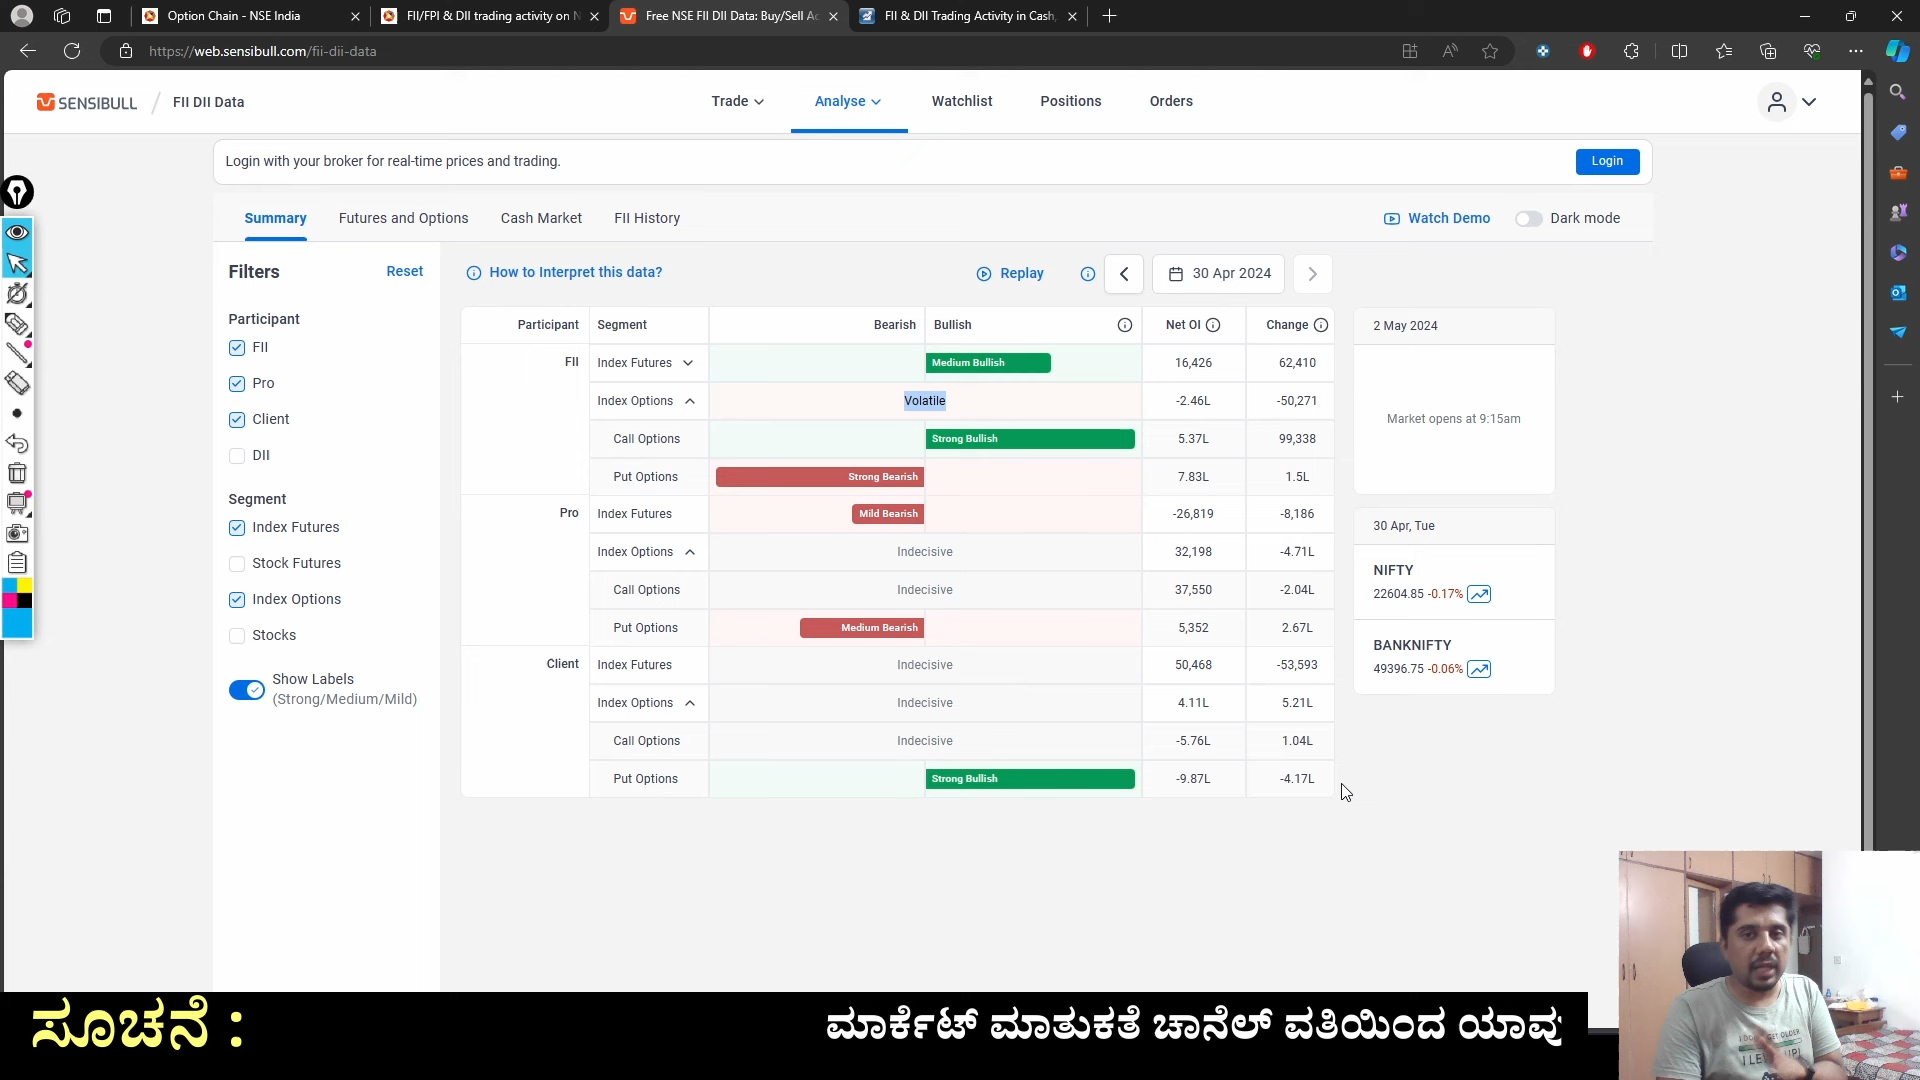 Option Chain - NSE India
FII/FPI & DII trading activity on N
Free NSE FII DII Data: Buy/Sell Ac
FII & DII Trading Activity in Cash,
https://web.sensibull.com/fii-dii-data
SENSIBULL / FII DII Data
Trade
Analyse
Watchlist
Positions
Orders
Login with your broker for real-time prices and trading.
Login
Summary
Futures and Options
Cash Market
FII History
Watch Demo
Dark mode
Filters
Reset
Participant
FII
Pro
Client
DII
Segment
Index Futures
Stock Futures
Index Options
Stocks
Show Labels
(Strong/Medium/Mild)
How to Interpret this data?
Replay
30 Apr 2024
Participant Segment Bearish Bullish Net OI Change
FII Index Futures Medium Bullish 16,426 62,410
Index Options Volatile -2.46L -50,271
Call Options Strong Bullish 5.37L 99,338
Put Options Strong Bearish 7.83L 1.5L
Pro Index Futures Mild Bearish -26,819 -8,186
Index Options Indecisive 32,198 -4.71L
Call Options Indecisive 37,550 -2.04L
Put Options Medium Bearish 5,352 2.67L
Client Index Futures Indecisive 50,468 -53,593
Index Options Indecisive 4.11L 5.21L
Call Options Indecisive -5.76L 1.04L
Put Options Strong Bullish -9.87L -4.17L
2 May 2024
Market opens at 9:15am
30 Apr, Tue
NIFTY
22604.85 -0.17%
BANKNIFTY
49396.75 -0.06%
ಸೂಚನೆ :
ಮಾರ್ಕೆಟ್ ಮಾತುಕತೆ ಚಾನೆಲ್ ವತಿಯಿಂದ ಯಾವು